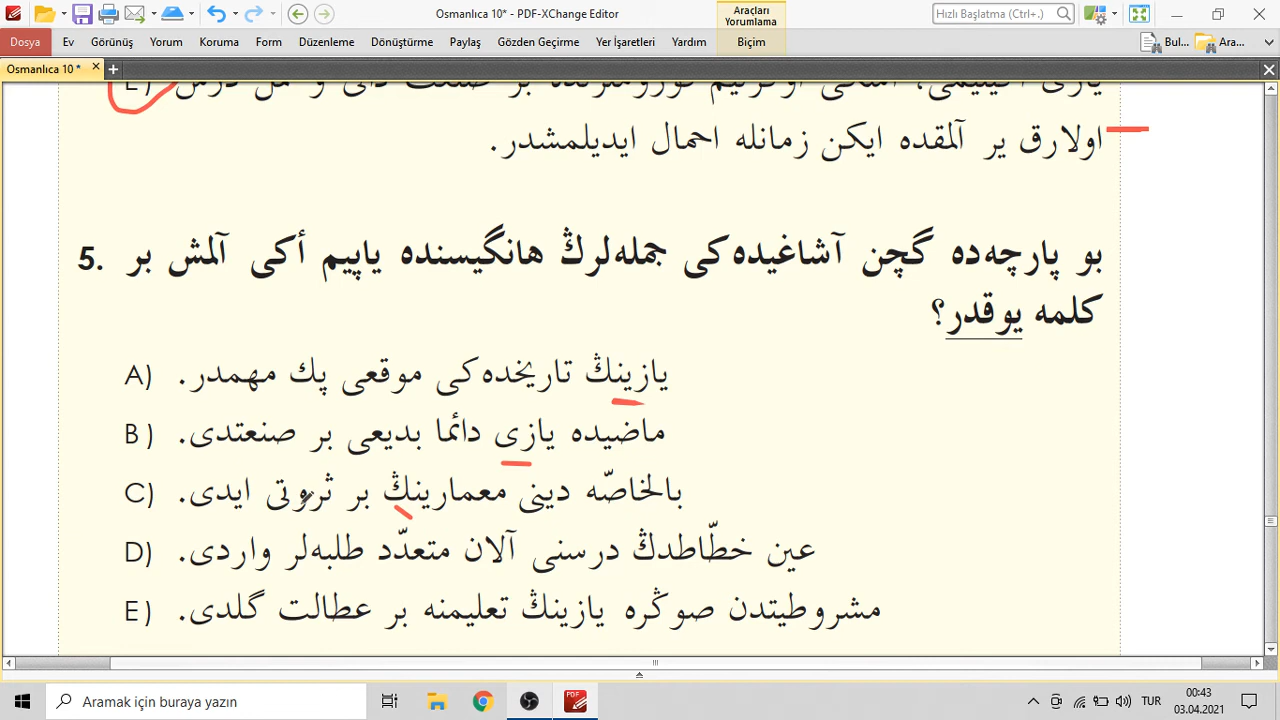 Osmanlıca 10* - PDF-XChange Editor
Araçları Yorumlama
Hızlı Başlatma (Ctrl+.)
Dosya Ev Görünüş Yorum Koruma Form Düzenleme Dönüştürme Paylaş Gözden Geçirme Yer İşaretleri Yardım Biçim Bul... Ara...
Osmanlıca 10 *
اولارق یر آلمقده ایکن زمانله احمال ایدیلمشدر.
5. بو پارچه‌ده گچن آشاغیده‌کی جمله‌لرڭ هانگیسنده یاپیم أکی آلمش بر
کلمه یوقدر؟
A) یازینڭ تاریخده‌کی موقعی پك مهمدر.
B) ماضیده یازی دائما بدیعی بر صنعتدی.
C) بالخاصّه دینی معمارینڭ بر ثروتی ایدی.
D) عین خطّاطدڭ درسنی آلان متعدّد طلبه‌لر واردی.
E) مشروطیتدن صوڭره یازینڭ تعلیمنه بر عطالت گلدی.
Aramak için buraya yazın
TUR
00:43
03.04.2021